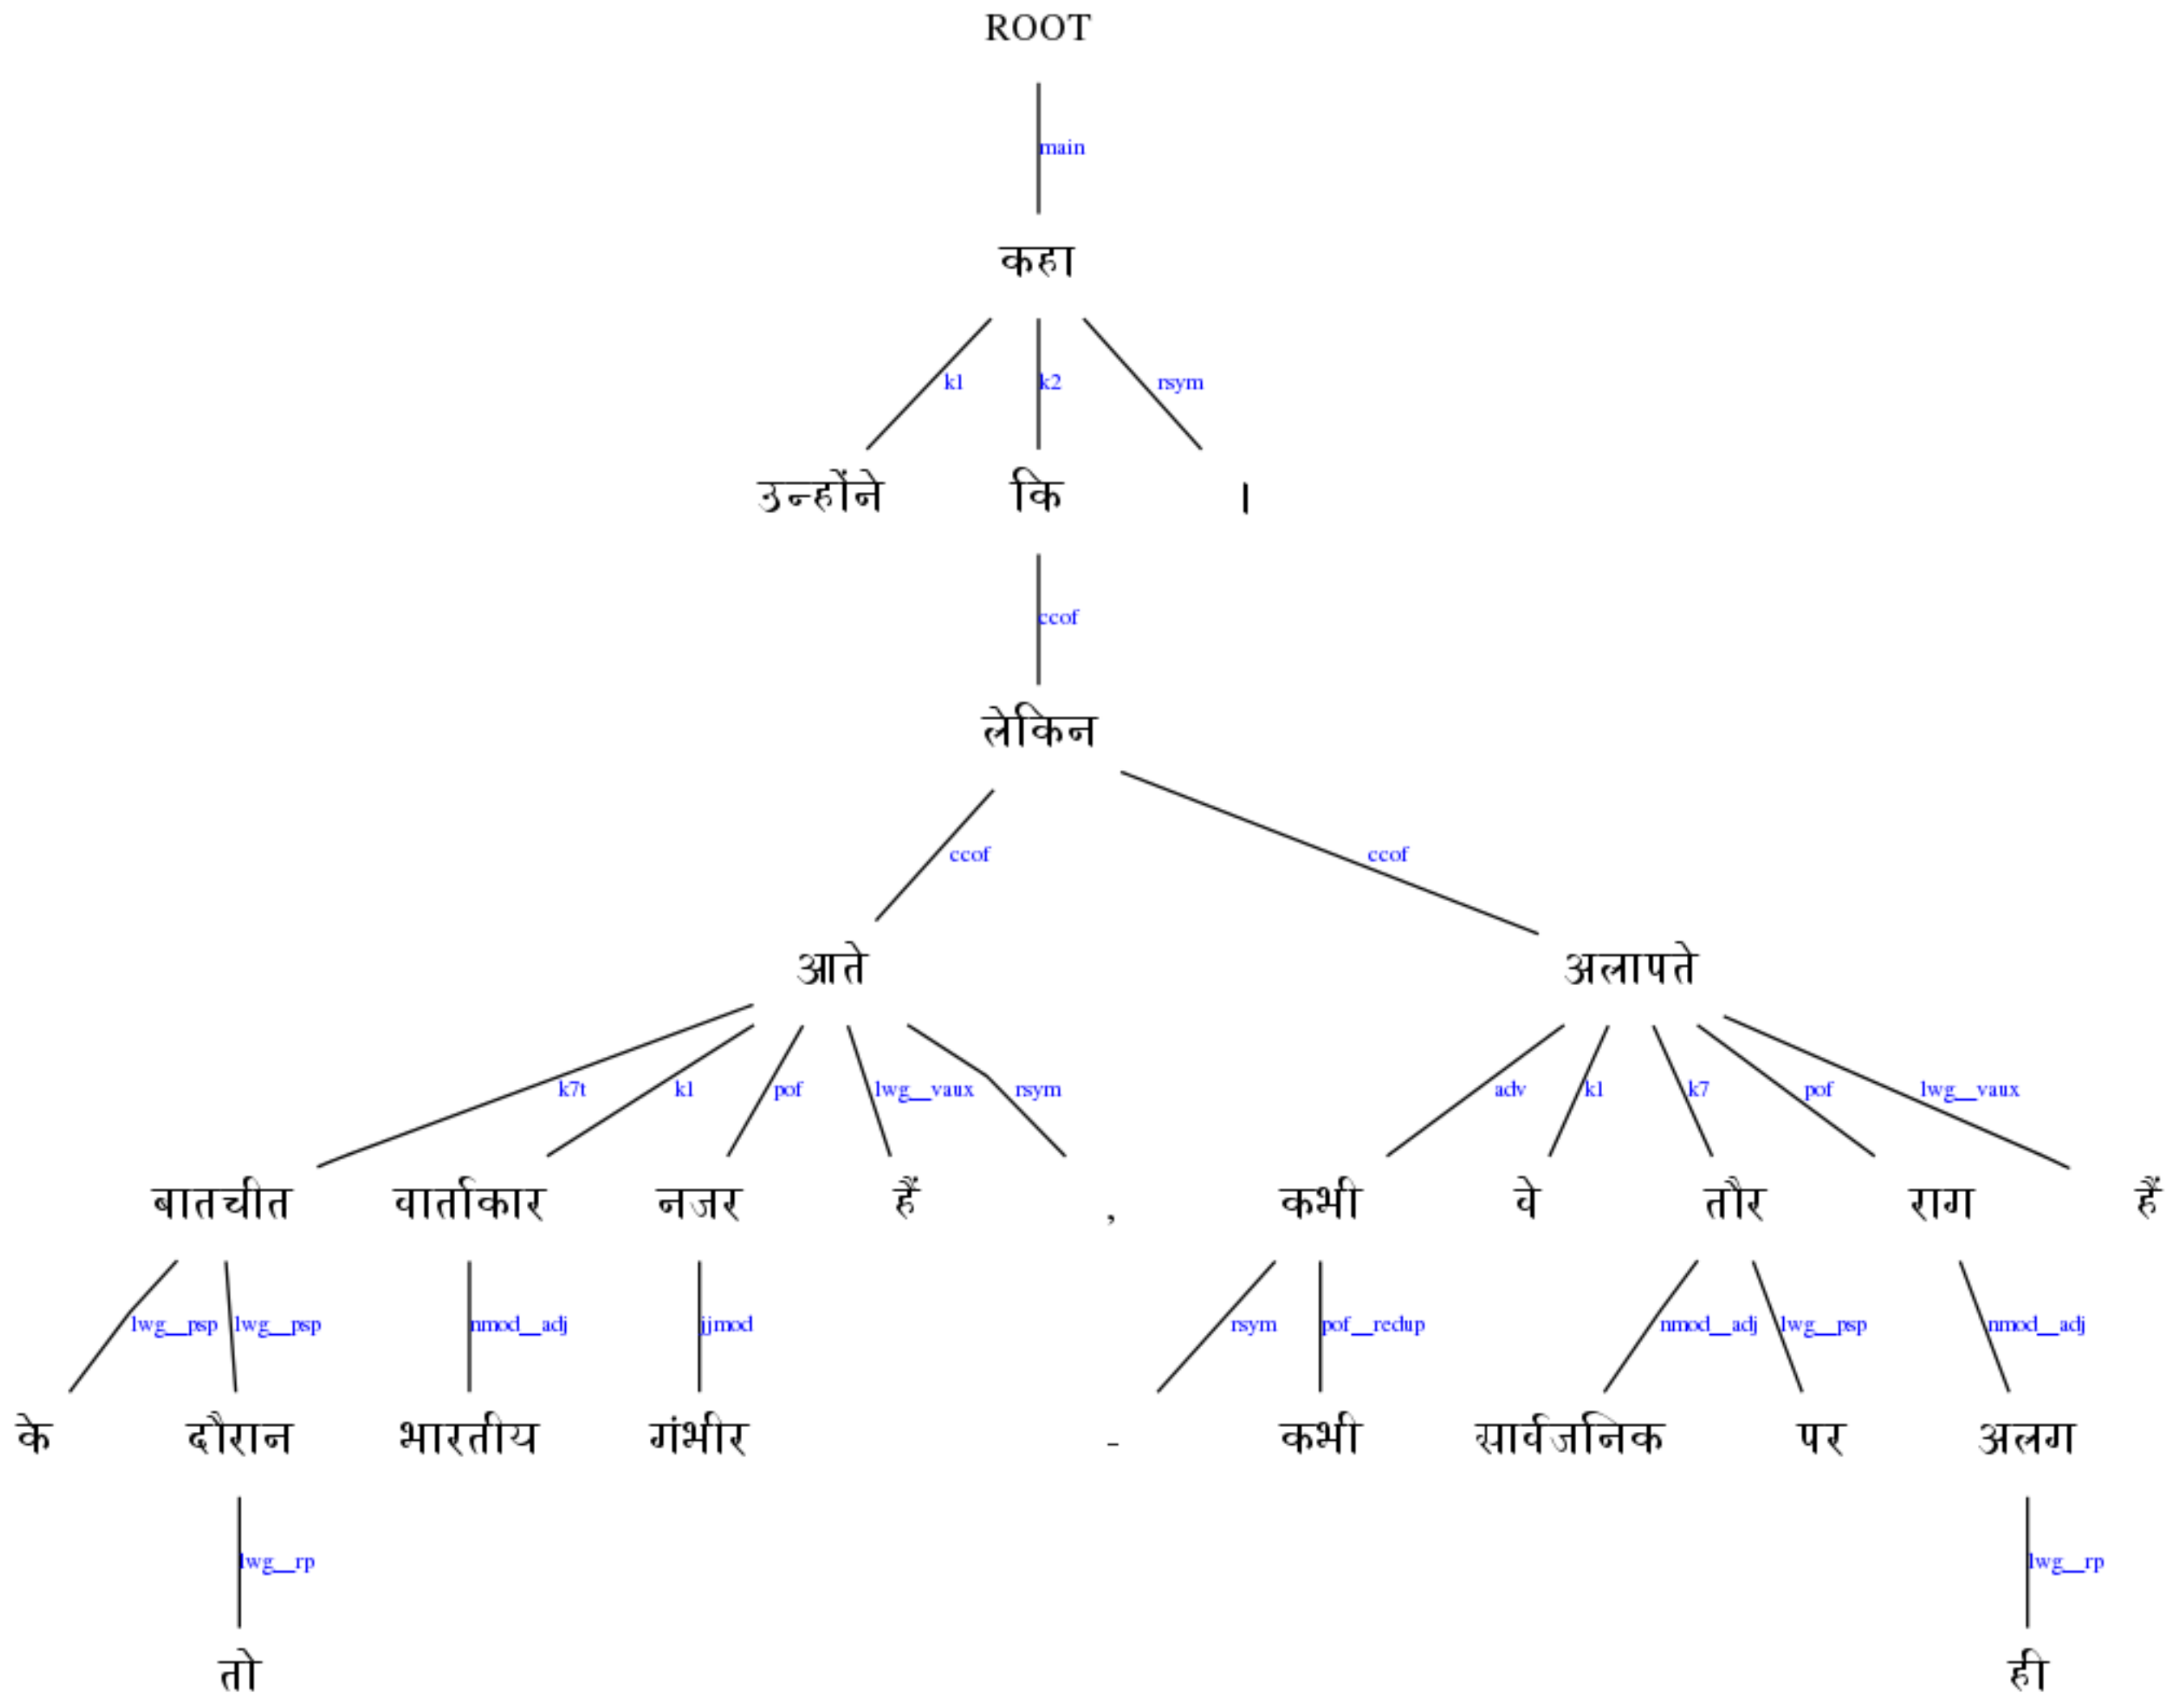 ROOT
main
कहा
k1 k2 rsym
उन्होंने कि ।
ccof
लेकिन
ccof ccof
आते अलापते
k7t k1 pof lwg__vaux rsym adv k1 k7 pof lwg__vaux
बातचीत वार्ताकार नजर हैं , कभी वे तौर राग हैं
lwg__psp lwg__psp nmod__adj jjmod rsym pof__redup nmod__adj lwg__psp nmod__adj
के दौरान भारतीय गंभीर - कभी सार्वजनिक पर अलग
lwg__rp lwg__rp
तो ही